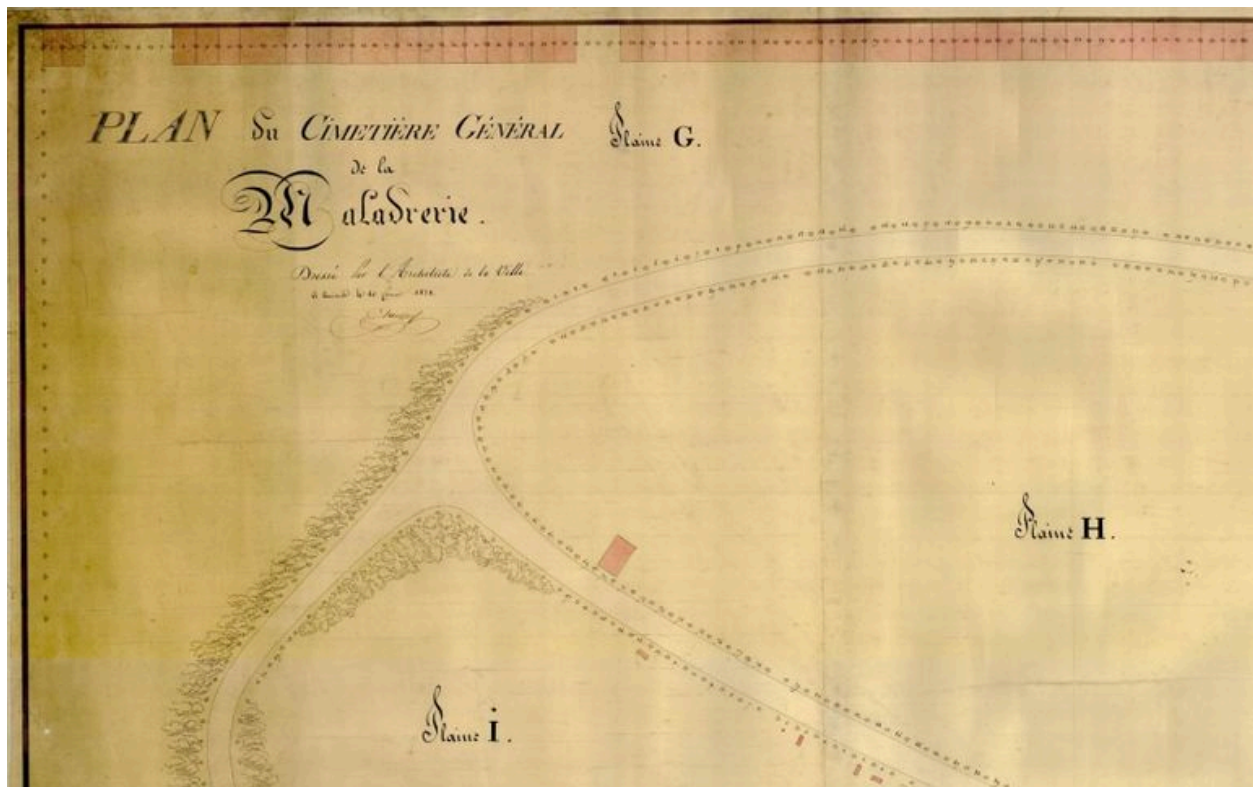 PLAN du CIMETIÈRE GÉNÉRAL
de la
Maladrerie.
Dressé par l'Architecte de la Ville
Plaine G.
Plaine H.
Plaine I.